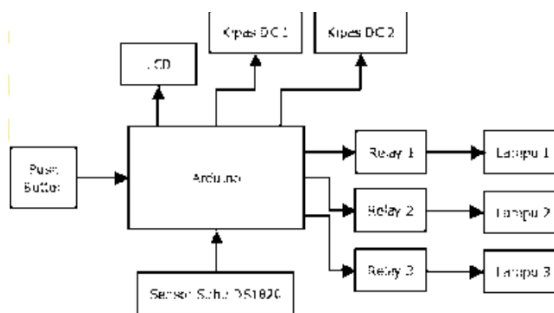 Kipas DC 1
Kipas DC 2
LCD
Push
Button
Arduino
Relay 1
Lampu 1
Relay 2
Lampu 2
Relay 3
Lampu 3
Sensor Suhu DS1820